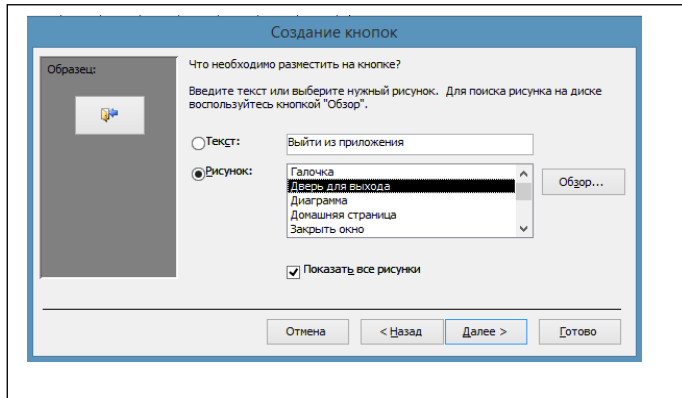 Создание кнопок
Образец:
Что необходимо разместить на кнопке?
Введите текст или выберите нужный рисунок. Для поиска рисунка на диске
воспользуйтесь кнопкой "Обзор".
Текст:
Выйти из приложения
Рисунок:
Галочка
Дверь для выхода
Диаграмма
Домашняя страница
Закрыть окно
Обзор...
Показать все рисунки
Отмена
< Назад
Далее >
Готово